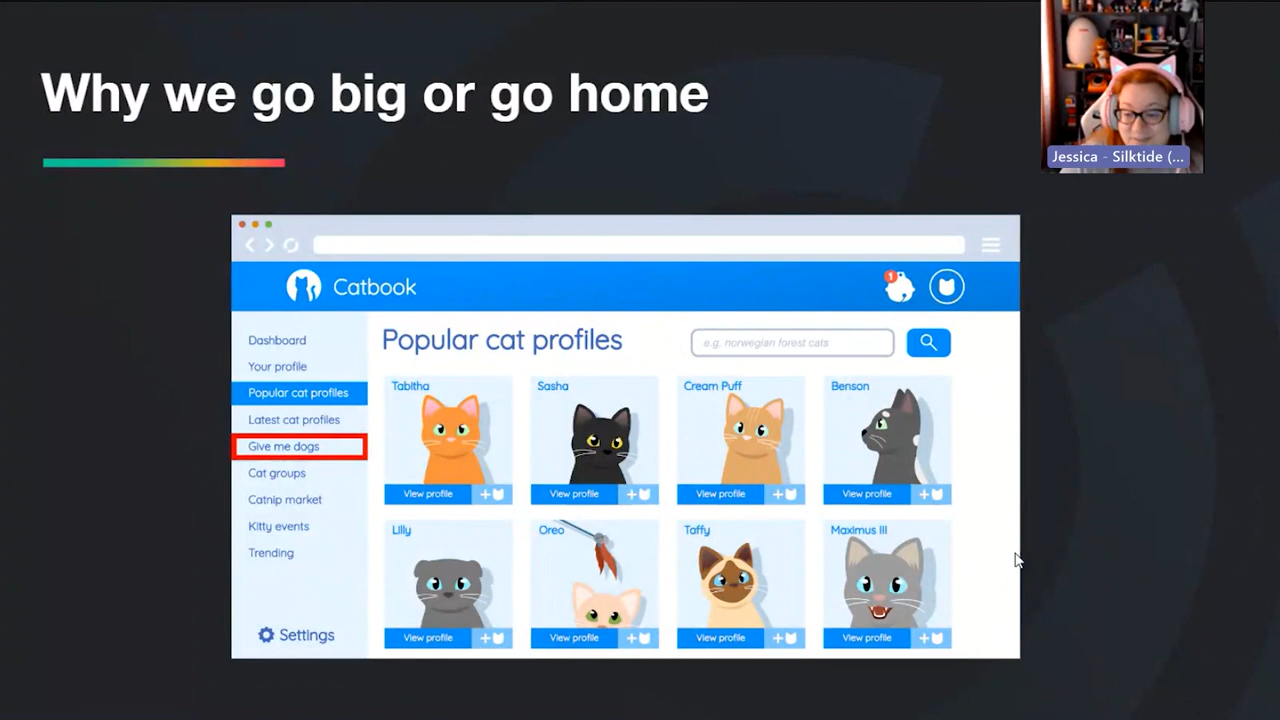 Why we go big or go home
Jessica - Silktide (...
Catbook
1
Dashboard
Your profile
Popular cat profiles
Latest cat profiles
Give me dogs
Cat groups
Catnip market
Kitty events
Trending
Settings
Popular cat profiles
e.g. norwegian forest cats
Tabitha
Sasha
Cream Puff
Benson
View profile
View profile
View profile
View profile
Lilly
Oreo
Taffy
Maximus III
View profile
View profile
View profile
View profile